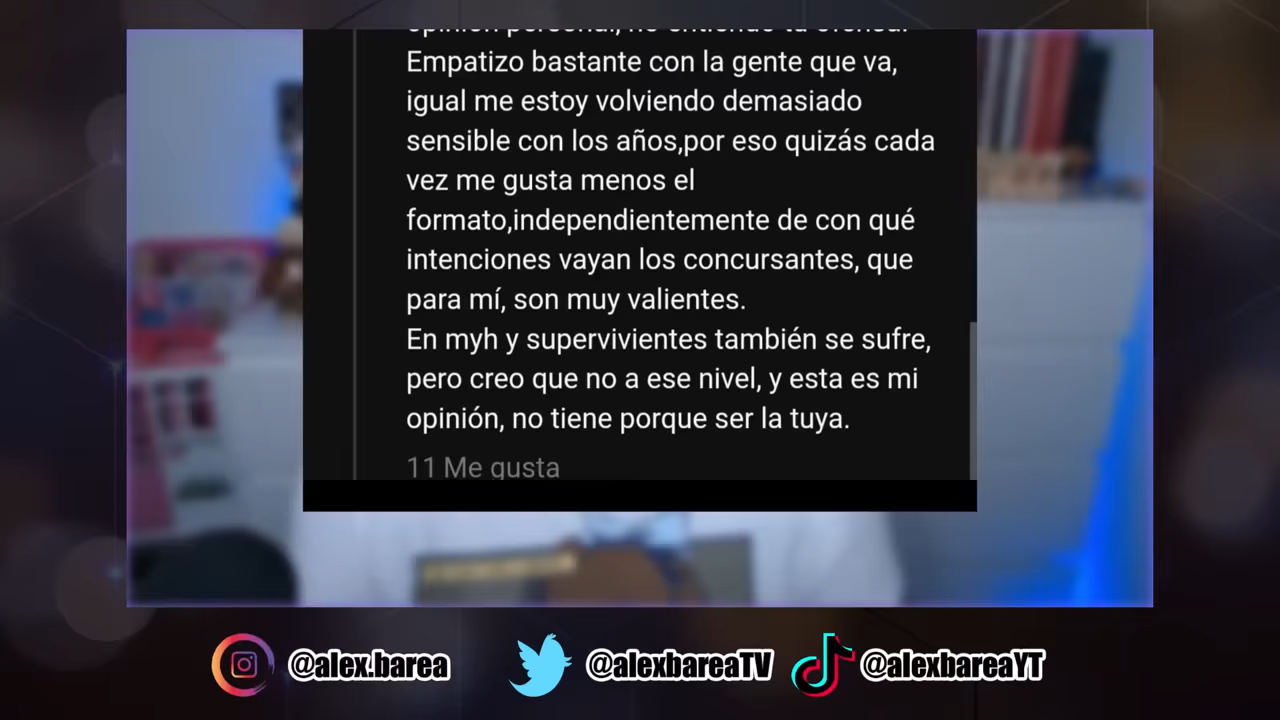 Empatizo bastante con la gente que va,
igual me estoy volviendo demasiado
sensible con los años,por eso quizás cada
vez me gusta menos el
formato,independientemente de con qué
intenciones vayan los concursantes, que
para mí, son muy valientes.
En myh y supervivientes también se sufre,
pero creo que no a ese nivel, y esta es mi
opinión, no tiene porque ser la tuya.
11 Me gusta
@alex.barea @alexbareaTV @alexbareaYT